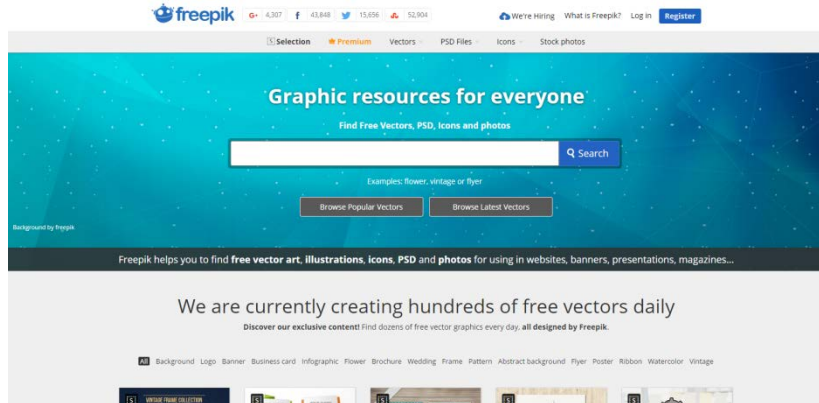 freepik G+ 4,307 f 43,848 15,656 52,904 We're Hiring What is Freepik? Log in Register
S Selection Premium Vectors PSD Files Icons Stock photos
Graphic resources for everyone
Find Free Vectors, PSD, Icons and photos
Search
Examples: flower, vintage or flyer
Browse Popular Vectors Browse Latest Vectors
Background by freepik
Freepik helps you to find free vector art, illustrations, icons, PSD and photos for using in websites, banners, presentations, magazines...
We are currently creating hundreds of free vectors daily
Discover our exclusive content! Find dozens of free vector graphics every day, all designed by Freepik.
All Background Logo Banner Business card Infographic Flower Brochure Wedding Frame Pattern Abstract background Flyer Poster Ribbon Watercolor Vintage
S VINTAGE FRAME COLLECTION S S S S